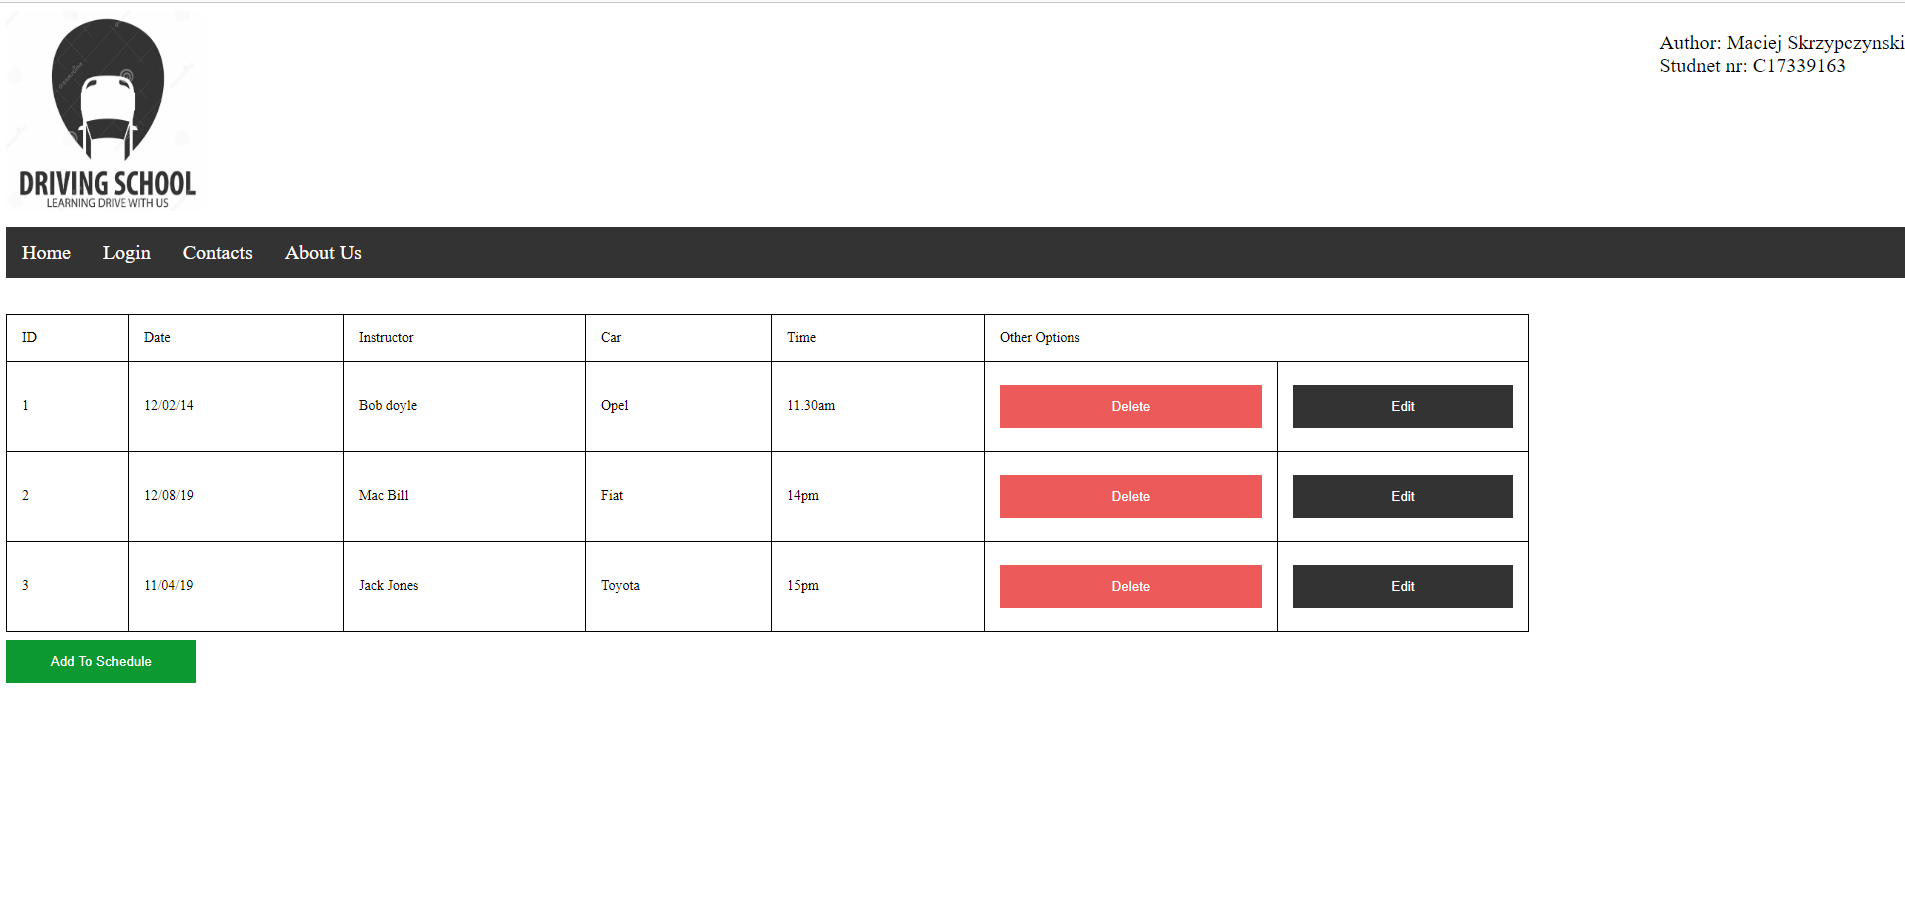 Author: Maciej Skrzypczynski
Studnet nr: C17339163
DRIVING SCHOOL
LEARNING DRIVE WITH US
Home Login Contacts About Us
ID Date Instructor Car Time Other Options
1 12/02/14 Bob doyle Opel 11.30am Delete Edit
2 12/08/19 Mac Bill Fiat 14pm Delete Edit
3 11/04/19 Jack Jones Toyota 15pm Delete Edit
Add To Schedule